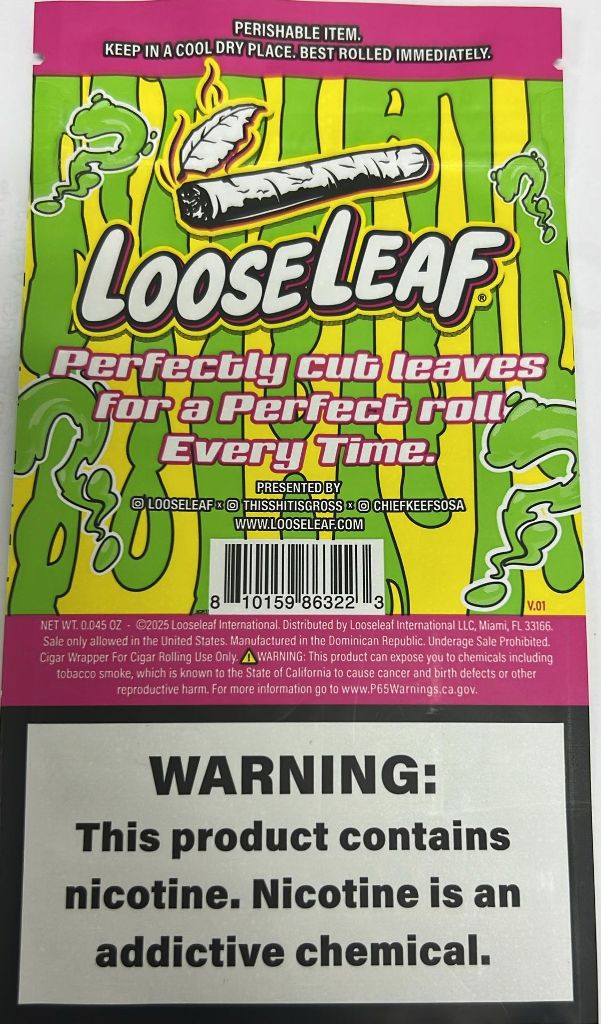 PERISHABLE ITEM.
KEEP IN A COOL DRY PLACE. BEST ROLLED IMMEDIATELY.
LOOSELEAF®
Perfectly cut leaves
for a Perfect roll
Every Time.
PRESENTED BY
LOOSELEAF x THISSHITISGROSS x CHIEFKEEFSOSA
WWW.LOOSELEAF.COM
8 10159 86322 3
V.01
NET WT. 0.045 OZ - ©2025 Looseleaf International. Distributed by Looseleaf International LLC, Miami, FL 33166.
Sale only allowed in the United States. Manufactured in the Dominican Republic. Underage Sale Prohibited.
Cigar Wrapper For Cigar Rolling Use Only. ⚠WARNING: This product can expose you to chemicals including
tobacco smoke, which is known to the State of California to cause cancer and birth defects or other
reproductive harm. For more information go to www.P65Warnings.ca.gov.
WARNING:
This product contains
nicotine. Nicotine is an
addictive chemical.